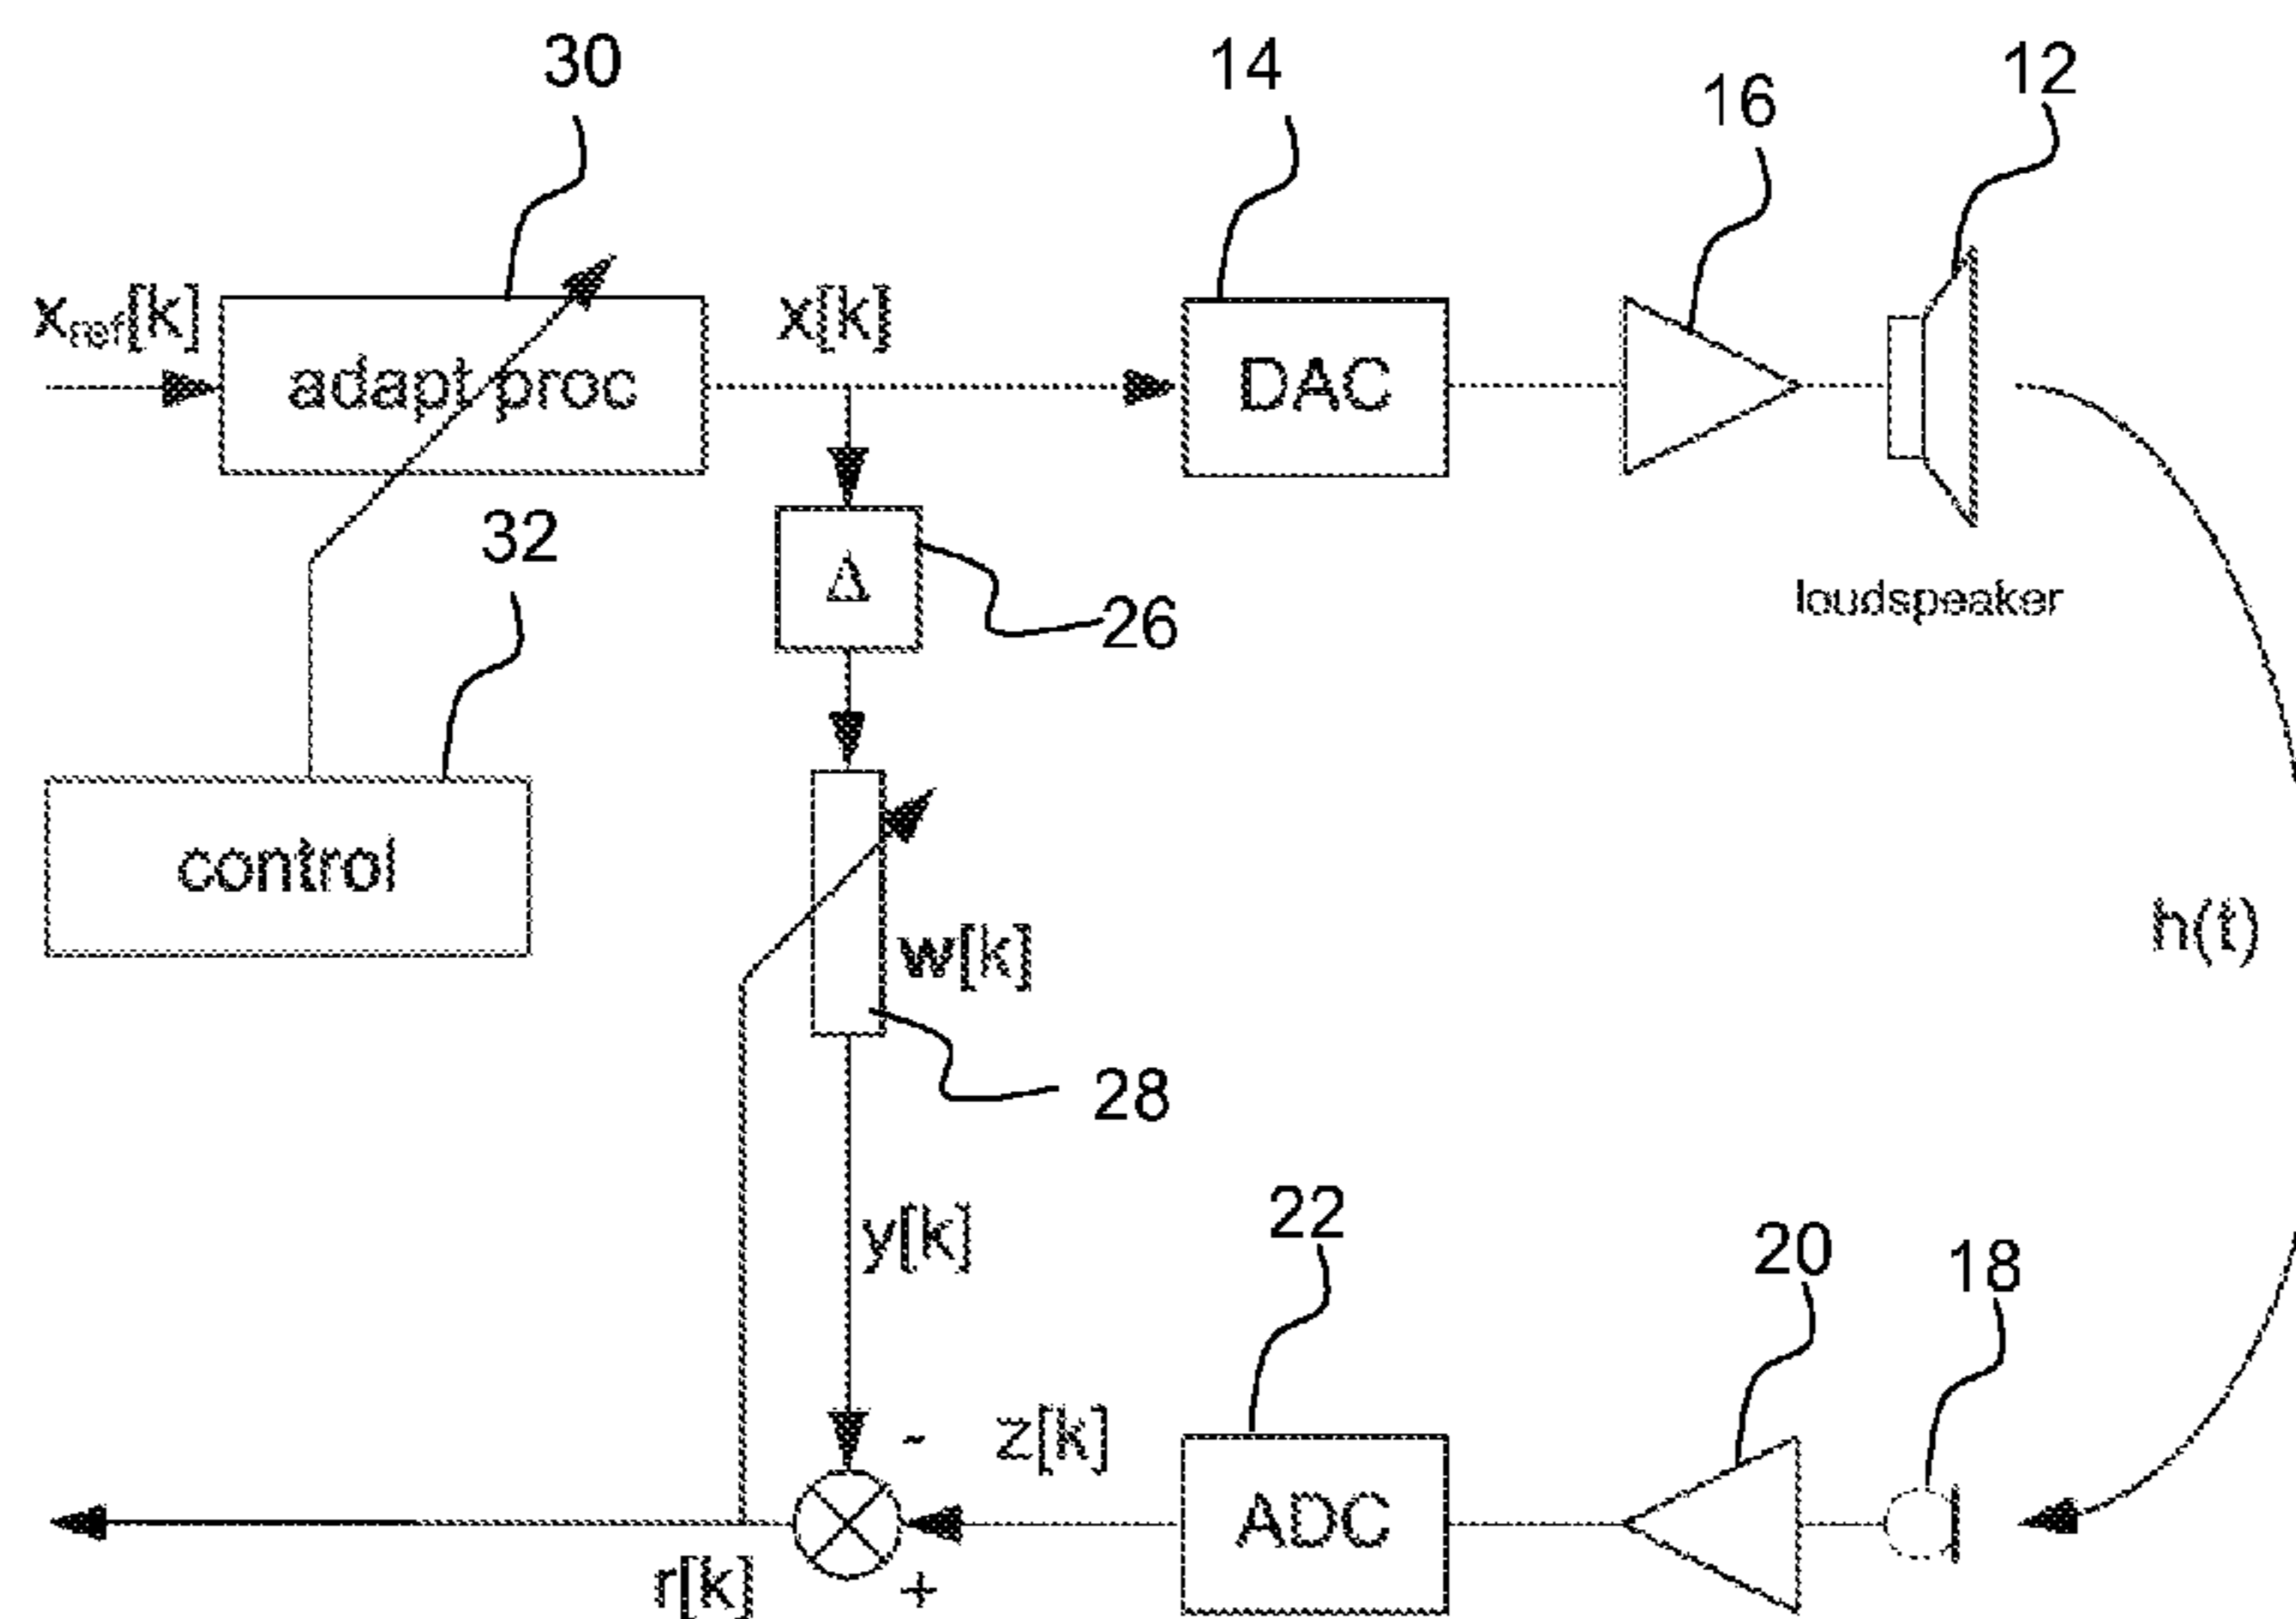 30
14
16
12
xref[k]
adapt proc
x[k]
DAC
32
Δ
26
loudspeaker
control
w[k]
h(t)
28
y[k]
22
20
18
-
z[k]
ADC
r[k]
+